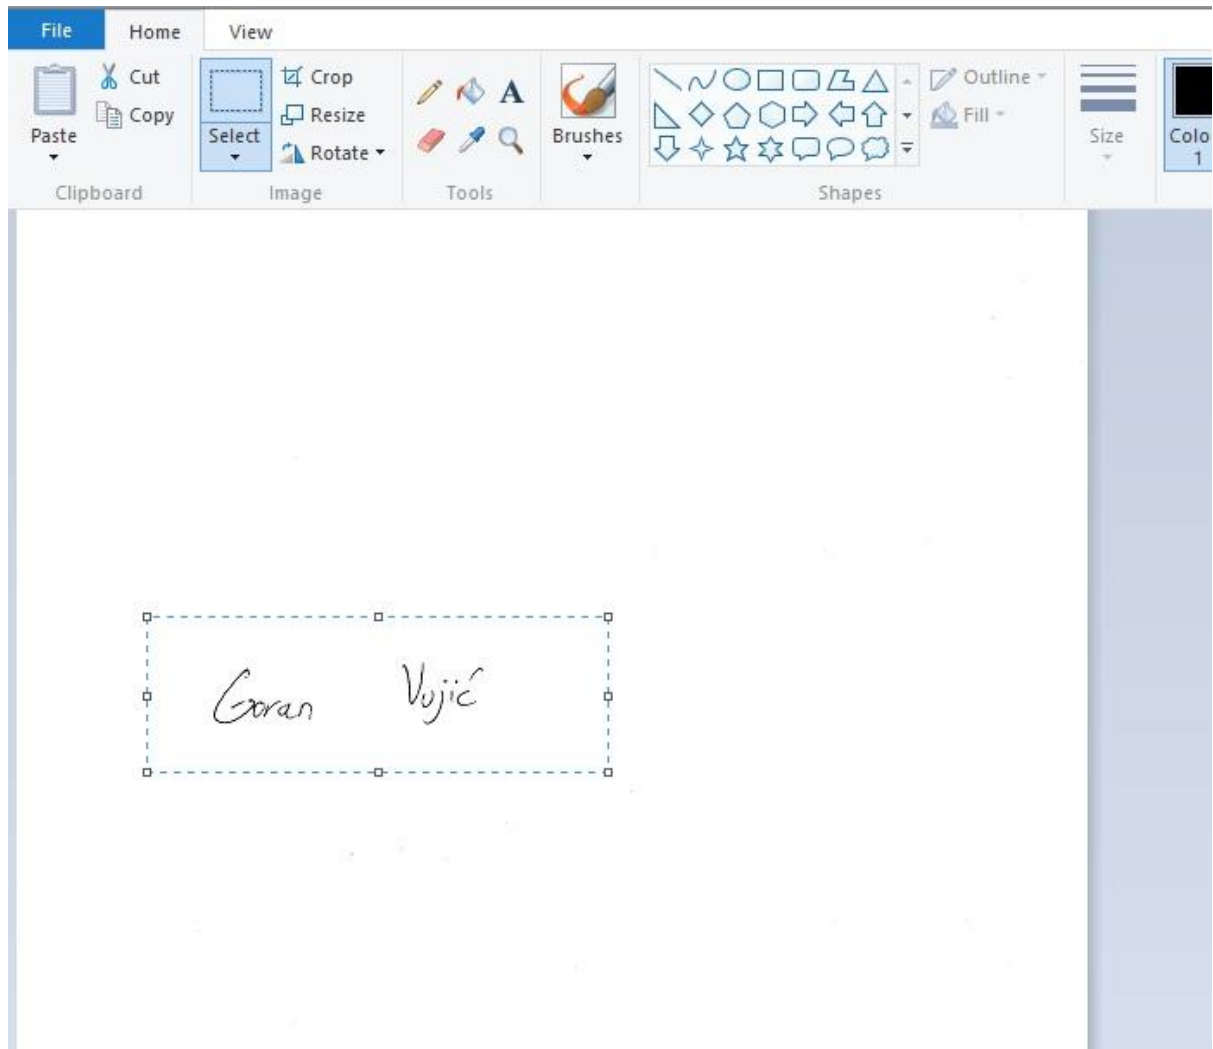 File Home View
Cut Crop Outline
Copy Resize Fill
Paste Select Rotate Brushes Size Colo
1
Clipboard Image Tools Shapes
A
Goran Vujić